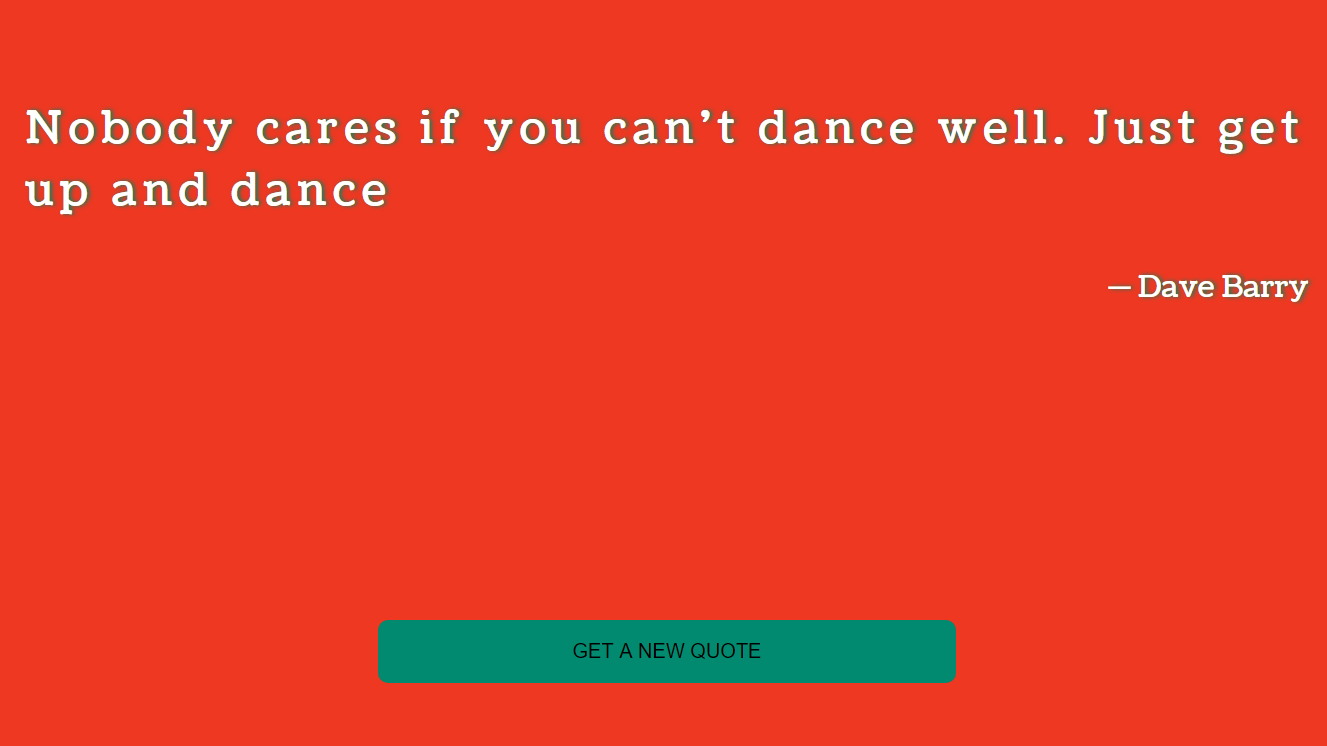 Nobody cares if you can’t dance well. Just get
up and dance
— Dave Barry
GET A NEW QUOTE